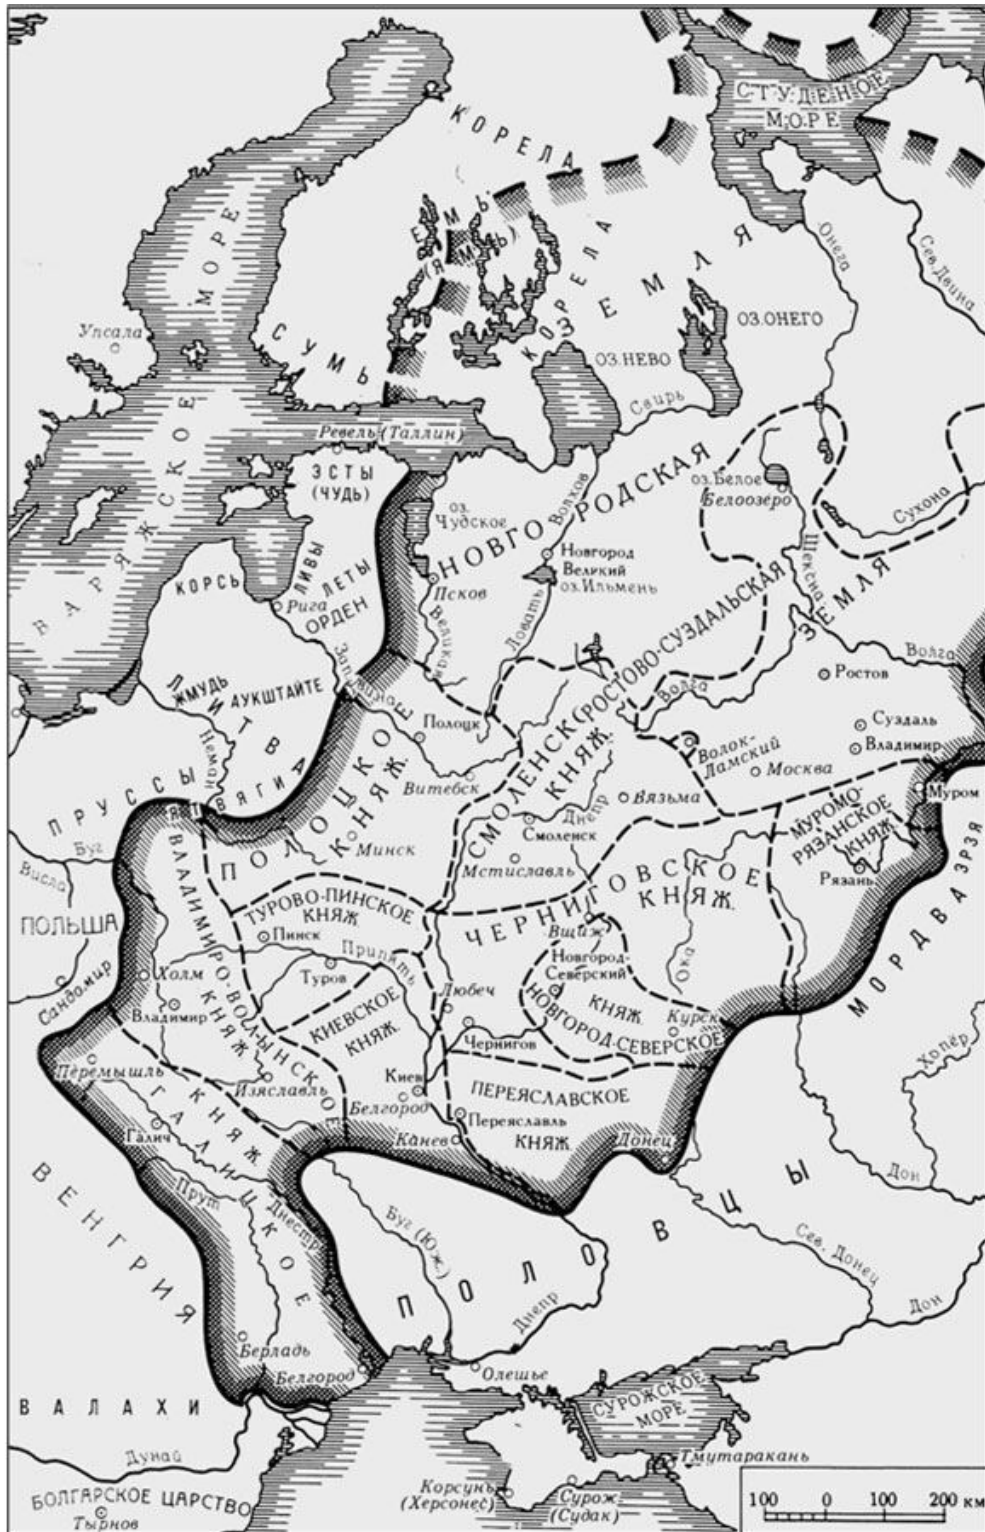 СТУДЕНОЕ
МОРЕ
КОРЕЛА
ЕМЬ
(ЯМЬ)
КОРЕЛА
ЗЕМЛЯ
Онега
Сев. Двина
МОРЕ
Упсала
СУМЬ
ОЗ. НЕВО
ОЗ. ОНЕГО
Свирь
Ревель (Таллин)
ЭСТЫ
(ЧУДЬ)
оз.
Чудское
Волхов
НОВГОРОДСКАЯ
оз. Белое
Белоозеро
Сухона
ВАРЯЖСКОЕ
КОРСЬ
ЛИВЫ
ЛЕТЫ
ОРДЕН
Рига
Псков
Великая
Ловать
Новгород
Великий
оз. Ильмень
Шексна
ЗЕМЛЯ
(РОСТОВО-СУЗДАЛЬСКАЯ
Волга
Волга
Ростов
ЖМУДЬ
АУКШТАЙТЕ
ЛИТВА
Неман
Полоцк
Суздаль
Владимир
Волок-
Ламский
Москва
Витебск
Вязьма
ПРУССЫ
ЯТВЯГИ
ПОЛОЦКОЕ
КНЯЖ.
Минск
СМОЛЕНСК
КНЯЖ.
Днепр
Смоленск
Мстиславль
Муром
МУРОМО-
РЯЗАНСКОЕ
КНЯЖ.
Рязань
Буг
Висла
ПОЛЬША
Сандомир
ТУРОВО-ПИНСКОЕ
КНЯЖ.
Пинск
Припять
Туров
ЧЕРНИГОВСКОЕ
КНЯЖ.
Вщиж
Новгород-
Северский
Ока
МОРДВА
ЭРЗЯ
Холм
Владимир
ВЛАДИМИРО-ВОЛЫНСКОЕ
КНЯЖ
КИЕВСКОЕ
КНЯЖ.
Любеч
Чернигов
КНЯЖ.
НОВГОРОД-СЕВЕРСКОЕ
Курск
Хопёр
Перемышль
Изяславль
Киев
Белгород
ПЕРЕЯСЛАВСКОЕ
КНЯЖ.
Переяславль
Канев
Донец
ГАЛИЦКОЕ
КНЯЖ.
Галич
Прут
Днестр
ВЕНГРИЯ
Буг (Юж.)
ПОЛОВЦЫ
Днепр
Сев. Донец
Дон
Дон
Берладь
Белгород
Олешье
ВАЛАХИ
Дунай
БОЛГАРСКОЕ ЦАРСТВО
Тырнов
СУРОЖСКОЕ
МОРЕ
Тмутаракань
Корсунь
(Херсонес)
Сурож
(Судак)
100 0 100 200 км